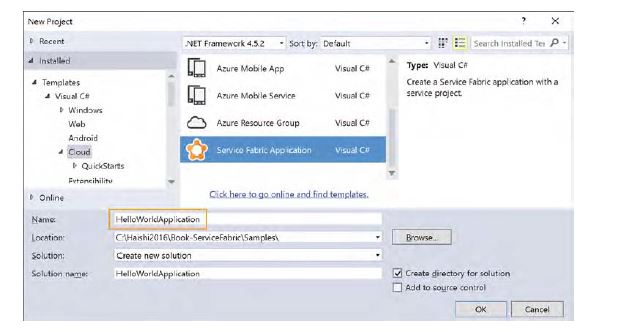 New Project
? ×
Recent
.NET Framework 4.5.2
Sort by: Default
Search Installed Te
Installed
Templates
Visual C#
Windows
Web
Android
Cloud
QuickStarts
Extensibility
Online
Azure Mobile App Visual C#
Azure Mobile Service Visual C#
Azure Resource Group Visual C#
Service Fabric Application Visual C#
Click here to go online and find templates.
Type: Visual C#
Create a Service Fabric application with a
service project.
Name: HelloWorldApplication
Location: C:\Haishi2016\Book-ServiceFabric\Samples\
Browse...
Solution: Create new solution
Solution name: HelloWorldApplication
Create directory for solution
Add to source control
OK Cancel